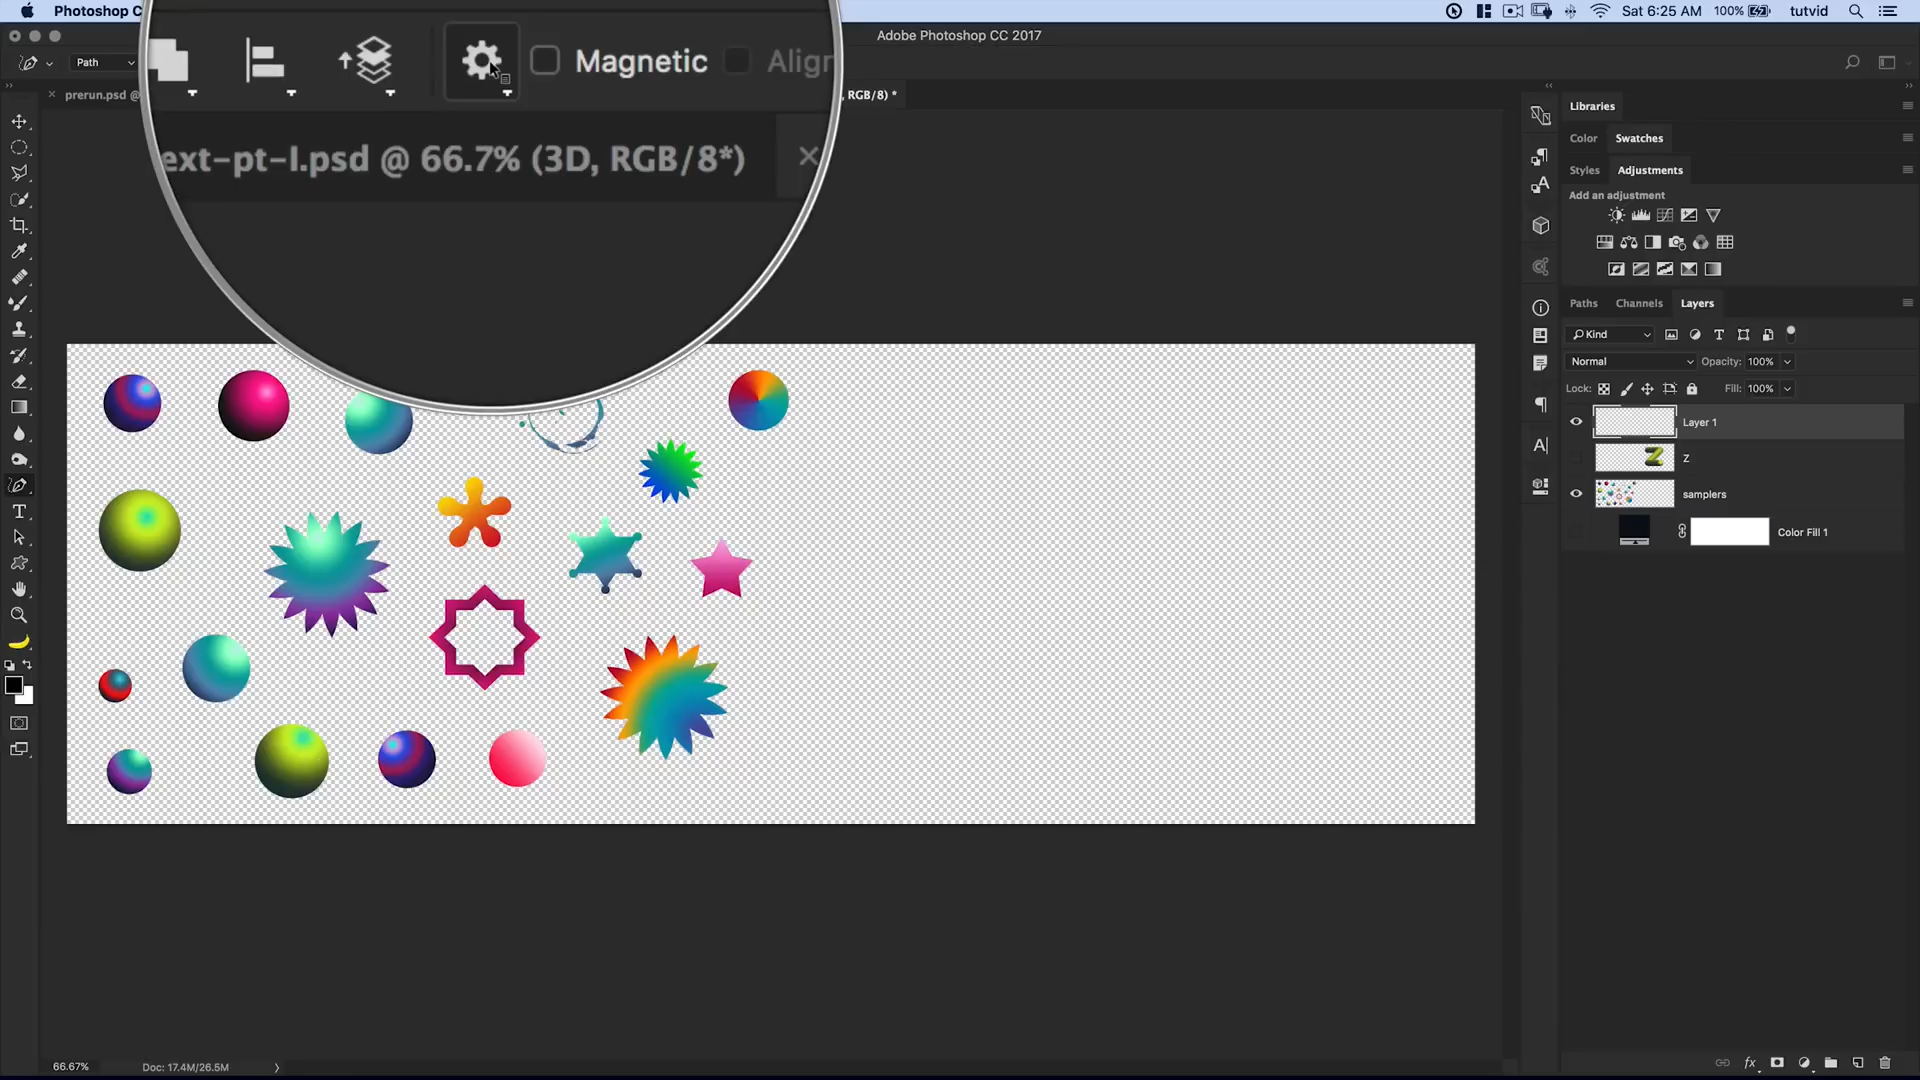 Photoshop C
Sat 6:25 AM
100%
tutvid
Adobe Photoshop CC 2017
Path
Magnetic
prerun.psd @
ext-pt-I.psd @ 66.7% (3D, RGB/8*)
RGB/8) *
Libraries
Color
Swatches
Styles
Adjustments
Add an adjustment
Paths
Channels
Layers
Kind
Normal
Opacity: 100%
Lock:
Fill: 100%
Layer 1
Z
samplers
Color Fill 1
66.67%
Doc: 17.4M/26.5M